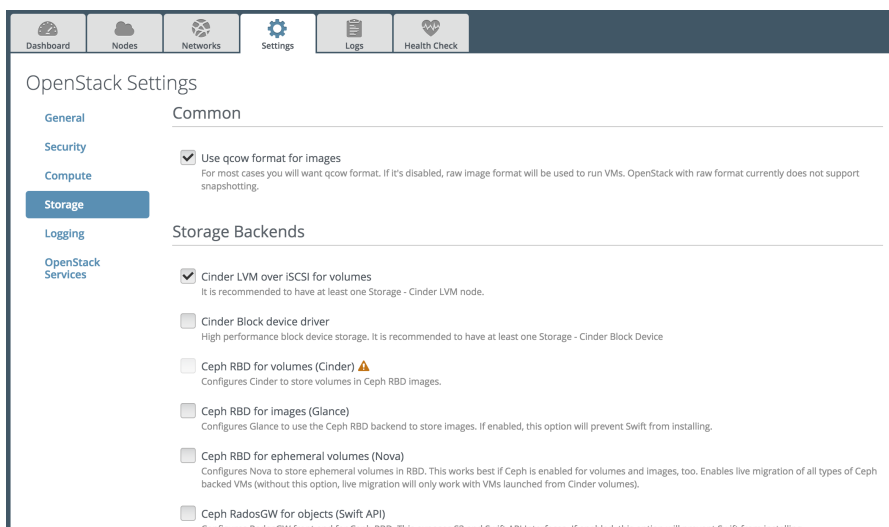 Dashboard
Nodes
Networks
Settings
Logs
Health Check
OpenStack Settings
General
Security
Compute
Storage
Logging
OpenStack
Services
Common
Use qcow format for images
For most cases you will want qcow format. If it's disabled, raw image format will be used to run VMs. OpenStack with raw format currently does not support
snapshotting.
Storage Backends
Cinder LVM over iSCSI for volumes
It is recommended to have at least one Storage - Cinder LVM node.
Cinder Block device driver
High performance block device storage. It is recommended to have at least one Storage - Cinder Block Device
Ceph RBD for volumes (Cinder)
Configures Cinder to store volumes in Ceph RBD images.
Ceph RBD for images (Glance)
Configures Glance to use the Ceph RBD backend to store images. If enabled, this option will prevent Swift from installing.
Ceph RBD for ephemeral volumes (Nova)
Configures Nova to store ephemeral volumes in RBD. This works best if Ceph is enabled for volumes and images, too. Enables live migration of all types of Ceph
backed VMs (without this option, live migration will only work with VMs launched from Cinder volumes).
Ceph RadosGW for objects (Swift API)